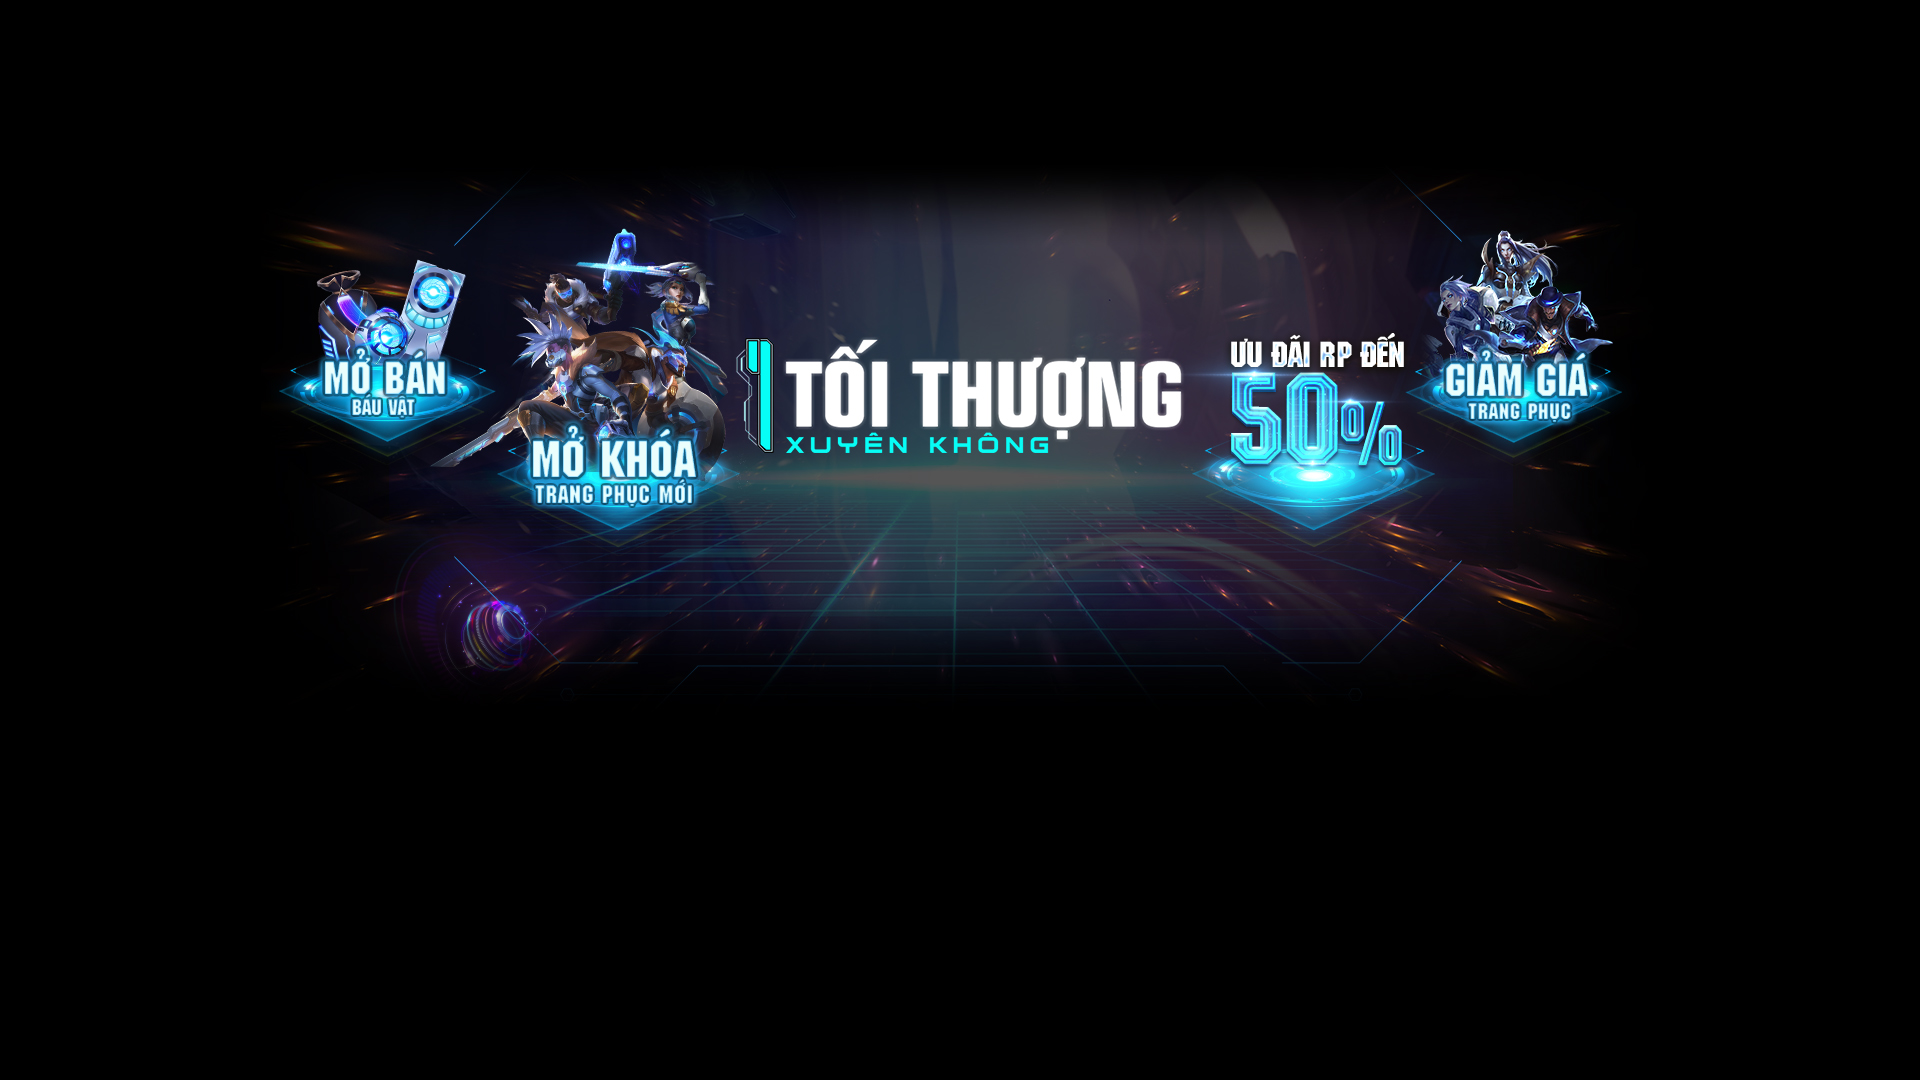 MỞ BÁN
BÁU VẬT
MỞ KHÓA
TRANG PHỤC MỚI
TỐI THƯỢNG
XUYÊN KHÔNG
ƯU ĐÃI RP ĐẾN
50%
GIẢM GIÁ
TRANG PHỤC